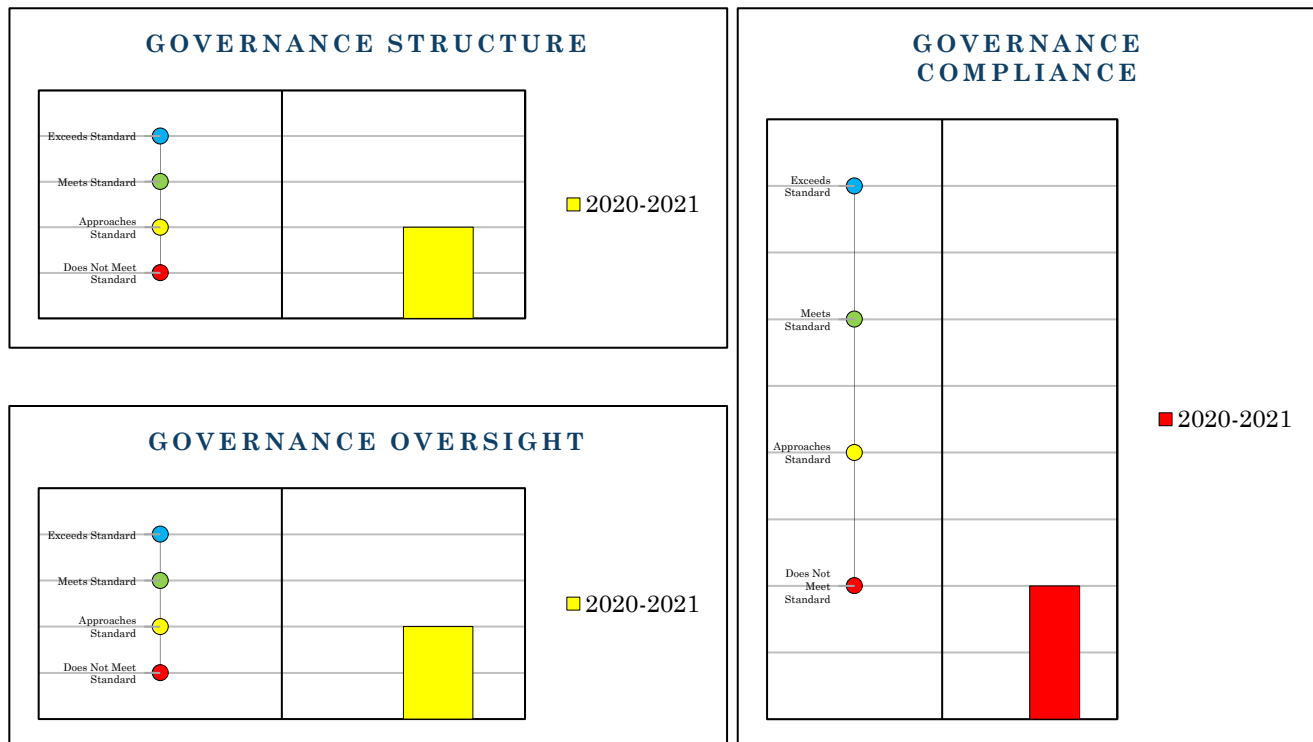 GOVERNANCE STRUCTURE
Exceeds Standard
Meets Standard
Approaches
Standard
Does Not Meet
Standard
2020-2021
GOVERNANCE OVERSIGHT
Exceeds Standard
Meets Standard
Approaches
Standard
Does Not Meet
Standard
2020-2021
GOVERNANCE
COMPLIANCE
Exceeds
Standard
Meets
Standard
Approaches
Standard
Does Not
Meet
Standard
2020-2021